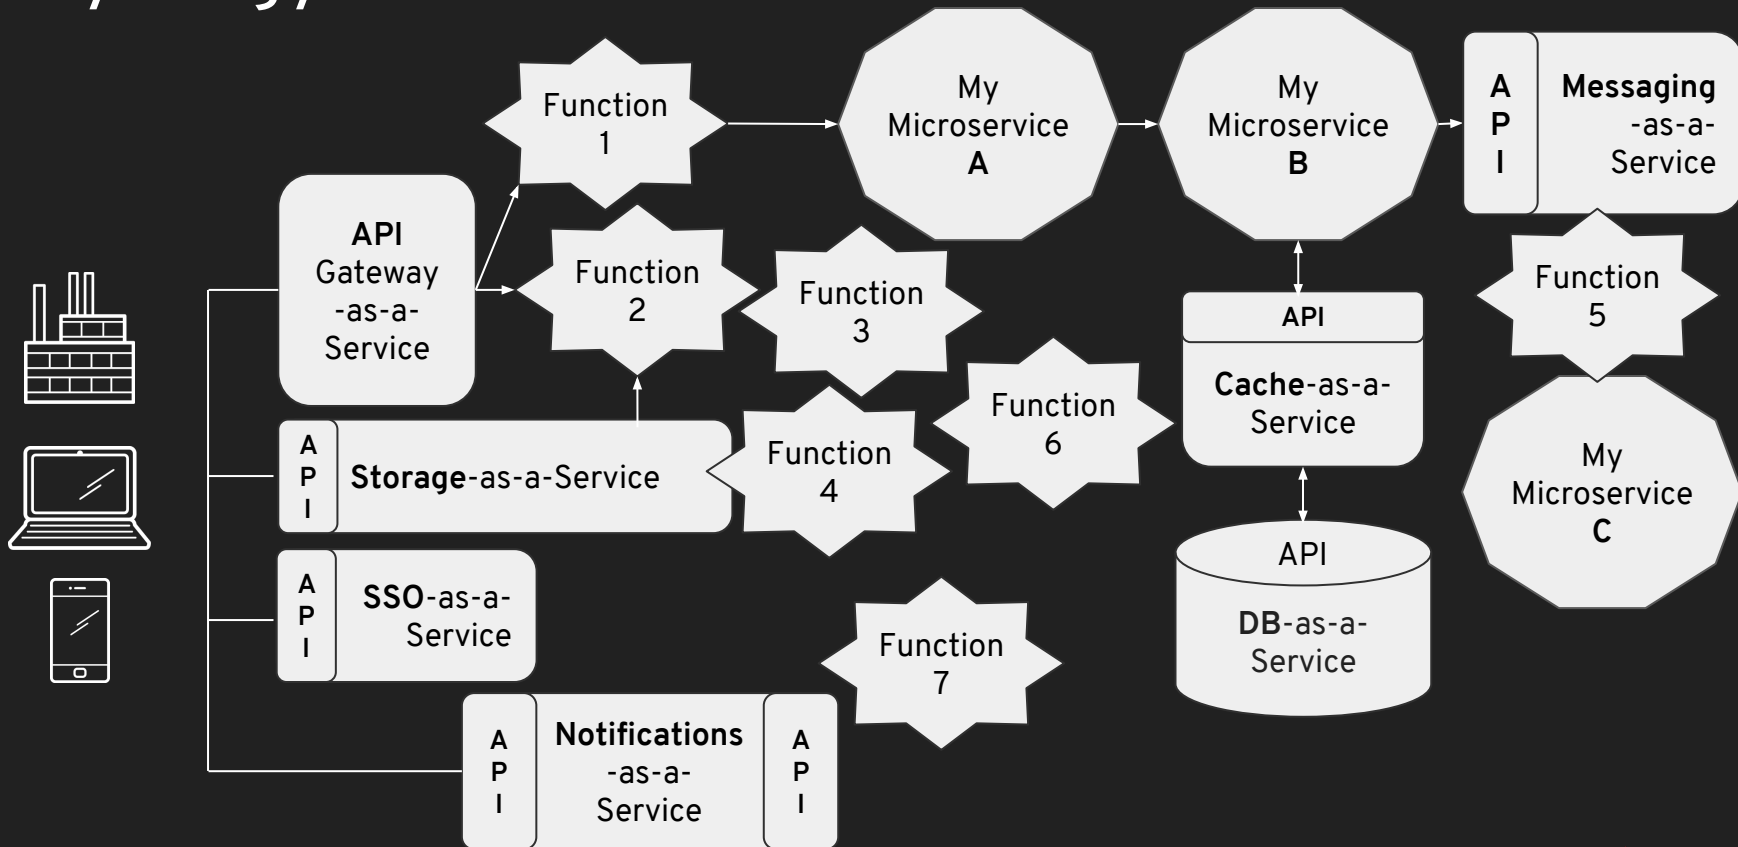 Function
1
My
Microservice
A
My
Microservice
B
A
P
I
Messaging
-as-a-
Service
API
Gateway
-as-a-
Service
Function
2
Function
3
Function
5
API
Cache-as-a-
Service
Function
6
A
P
I
Storage-as-a-Service
Function
4
My
Microservice
C
API
DB-as-a-
Service
A
P
I
SSO-as-a-
Service
Function
7
A
P
I
Notifications
-as-a-
Service
A
P
I